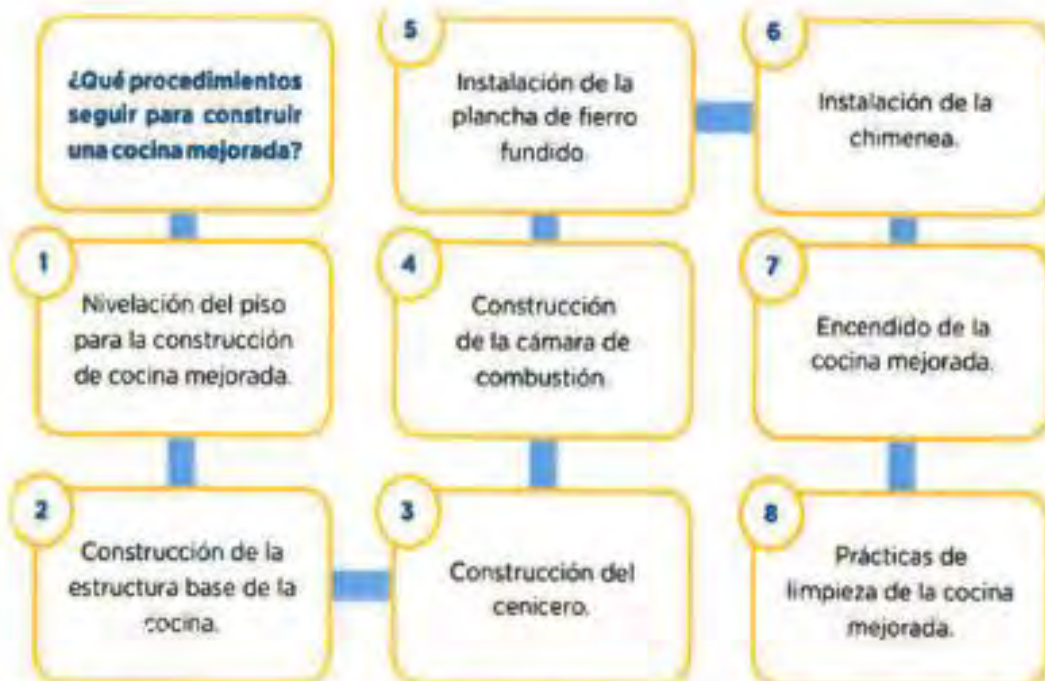 ¿Qué procedimientos
seguir para construir
una cocina mejorada?
1
Nivelación del piso
para la construcción
de cocina mejorada.
2
Construcción de la
estructura base de la
cocina.
3
Construcción del
cenicero.
4
Construcción
de la cámara de
combustión.
5
Instalación de la
plancha de fierro
fundido.
6
Instalación de la
chimenea.
7
Encendido de la
cocina mejorada.
8
Prácticas de
limpieza de la cocina
mejorada.